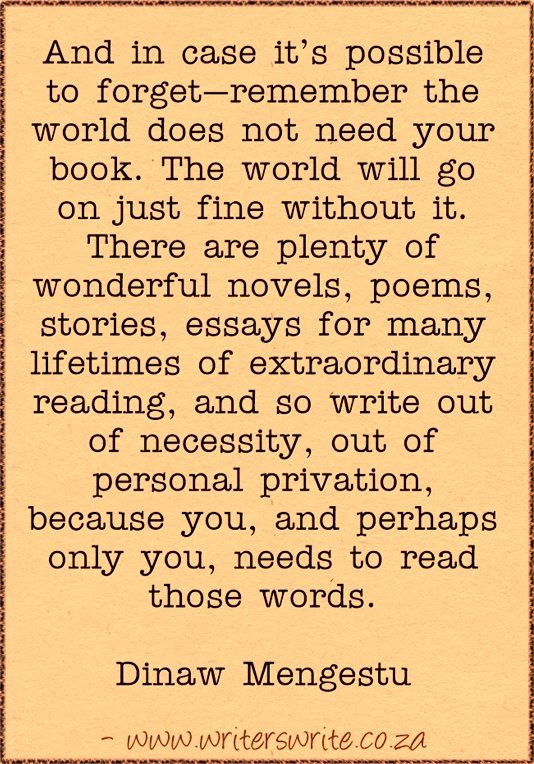 And in case it's possible
to forget—remember the
world does not need your
book. The world will go
on just fine without it.
There are plenty of
wonderful novels, poems,
stories, essays for many
lifetimes of extraordinary
reading, and so write out
of necessity, out of
personal privation,
because you, and perhaps
only you, needs to read
those words.
Dinaw Mengestu
- www.writerswrite.co.za